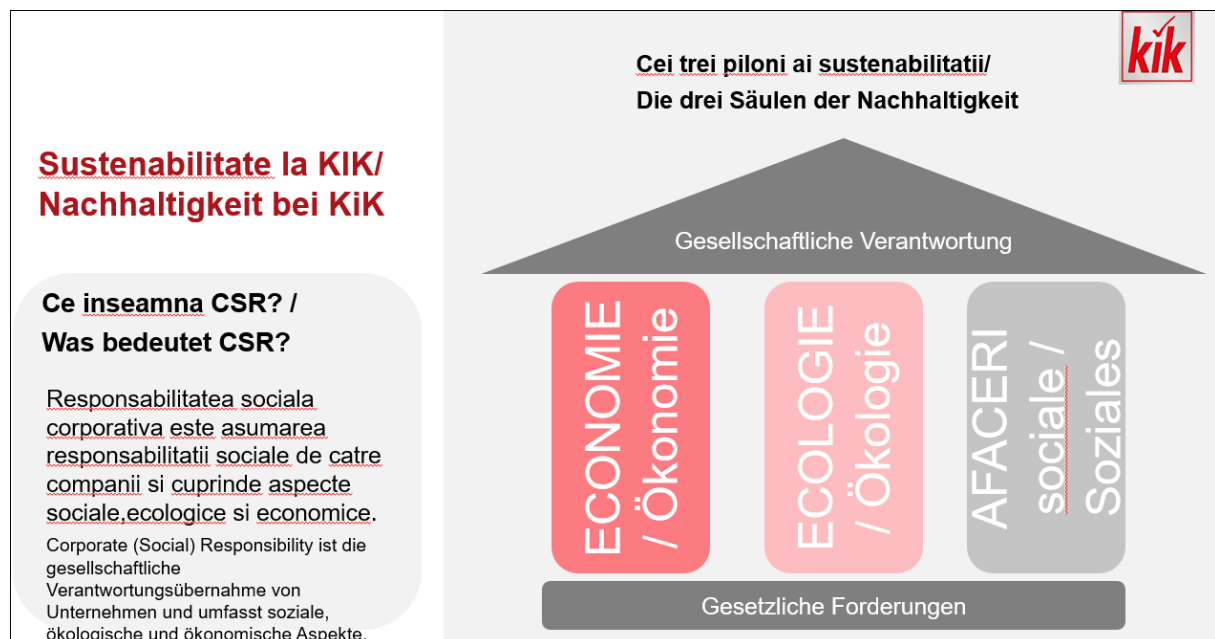 Sustenabilitate la KIK/
Nachhaltigkeit bei KiK
Ce inseamna CSR? /
Was bedeutet CSR?
Responsabilitatea sociala
corporativa este asumarea
responsabilitatii sociale de catre
companii si cuprinde aspecte
sociale,ecologice si economice.
Corporate (Social) Responsibility ist die
gesellschaftliche
Verantwortungsübernahme von
Unternehmen und umfasst soziale,
ökologische und ökonomische Aspekte.
kik
Cei trei piloni ai sustenabilitatii/
Die drei Säulen der Nachhaltigkeit
Gesellschaftliche Verantwortung
ECONOMIE
/ Ökonomie
ECOLOGIE
/ Ökologie
AFACERI
sociale /
Soziales
Gesetzliche Forderungen